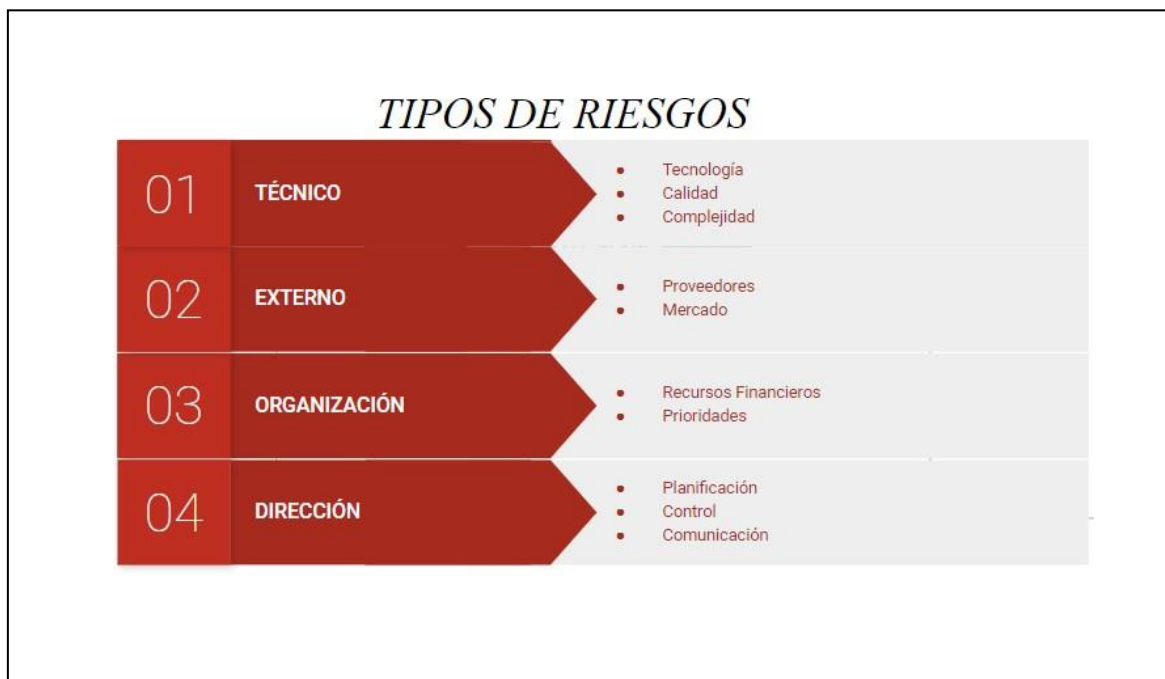 TIPOS DE RIESGOS
01
TÉCNICO
Tecnología
Calidad
Complejidad
02
EXTERNO
Proveedores
Mercado
03
ORGANIZACIÓN
Recursos Financieros
Prioridades
04
DIRECCIÓN
Planificación
Control
Comunicación